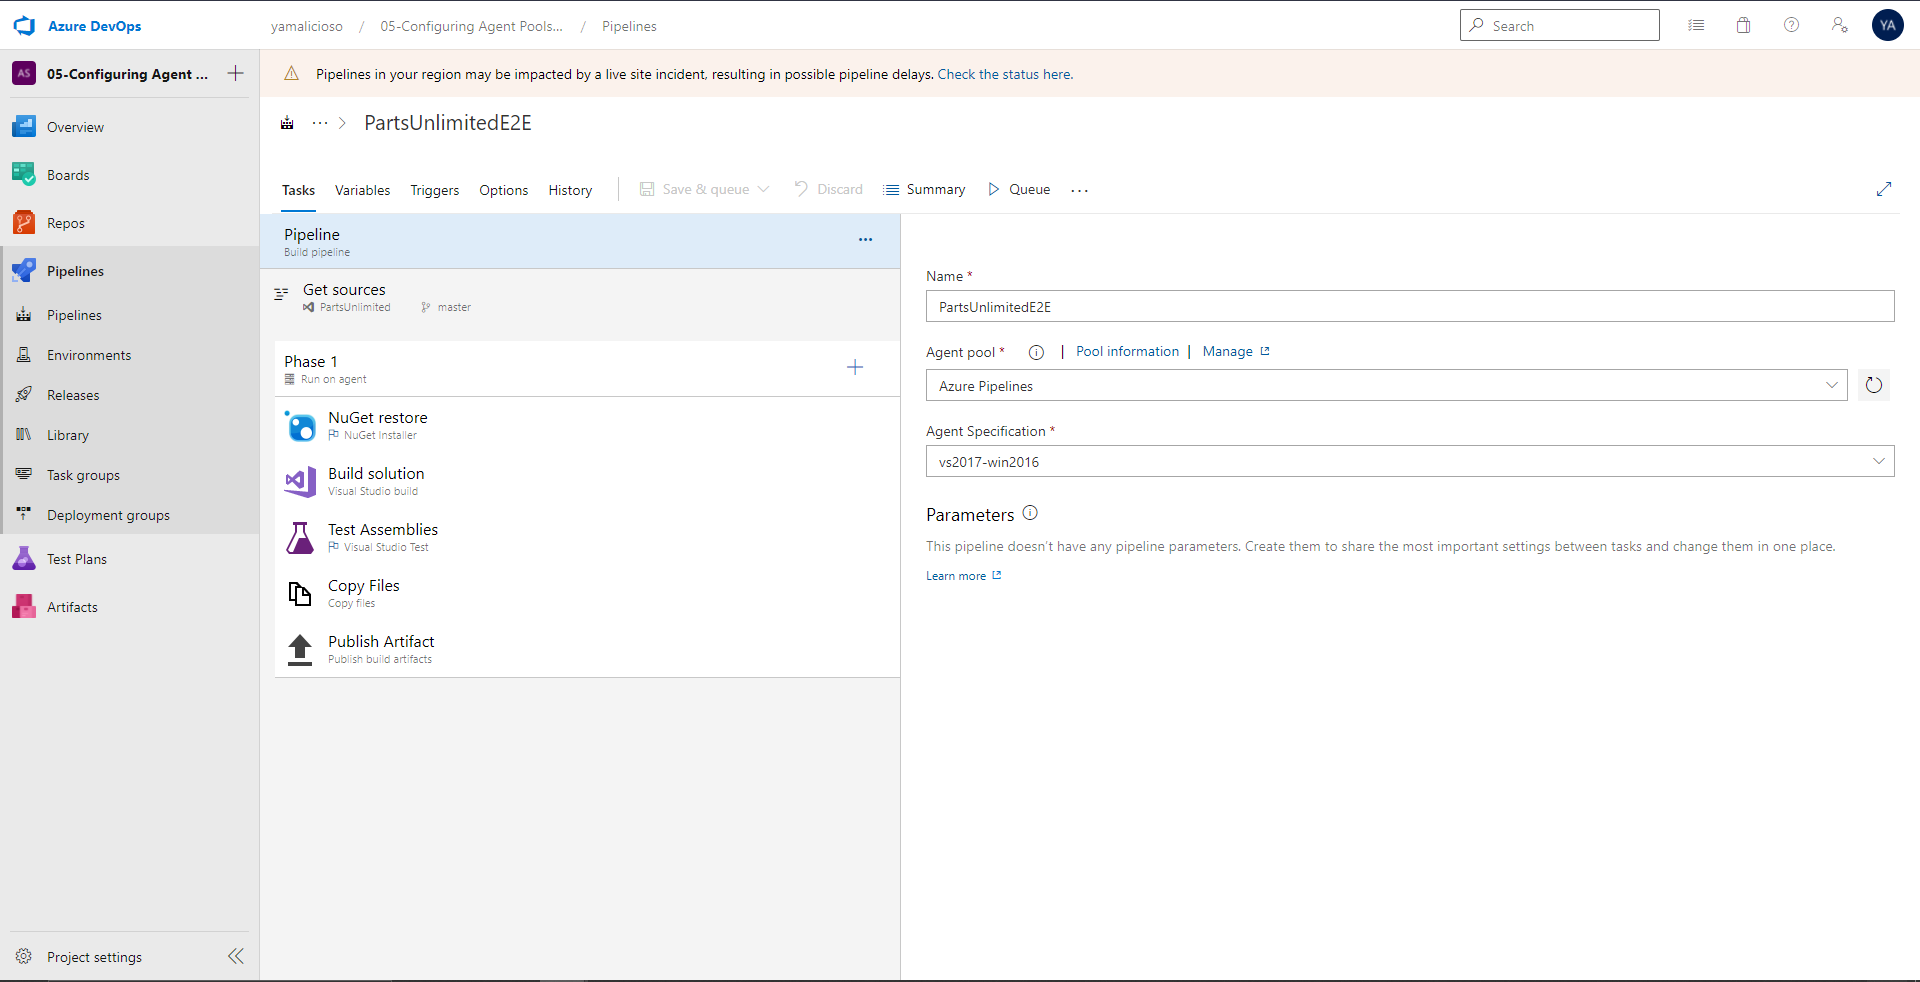 Azure DevOps
yamalicioso / 05-Configuring Agent Pools... / Pipelines
Search
YA
AS
05-Configuring Agent ...
Pipelines in your region may be impacted by a live site incident, resulting in possible pipeline delays. Check the status here.
Overview
Boards
Repos
Pipelines
Pipelines
Environments
Releases
Library
Task groups
Deployment groups
Test Plans
Artifacts
Project settings
... > PartsUnlimitedE2E
Tasks Variables Triggers Options History Save & queue Discard Summary Queue ...
Pipeline
Build pipeline
...
Get sources
PartsUnlimited master
Phase 1
Run on agent
NuGet restore
NuGet Installer
Build solution
Visual Studio build
Test Assemblies
Visual Studio Test
Copy Files
Copy files
Publish Artifact
Publish build artifacts
Name *
PartsUnlimitedE2E
Agent pool * | Pool information | Manage
Azure Pipelines
Agent Specification *
vs2017-win2016
Parameters
This pipeline doesn't have any pipeline parameters. Create them to share the most important settings between tasks and change them in one place.
Learn more